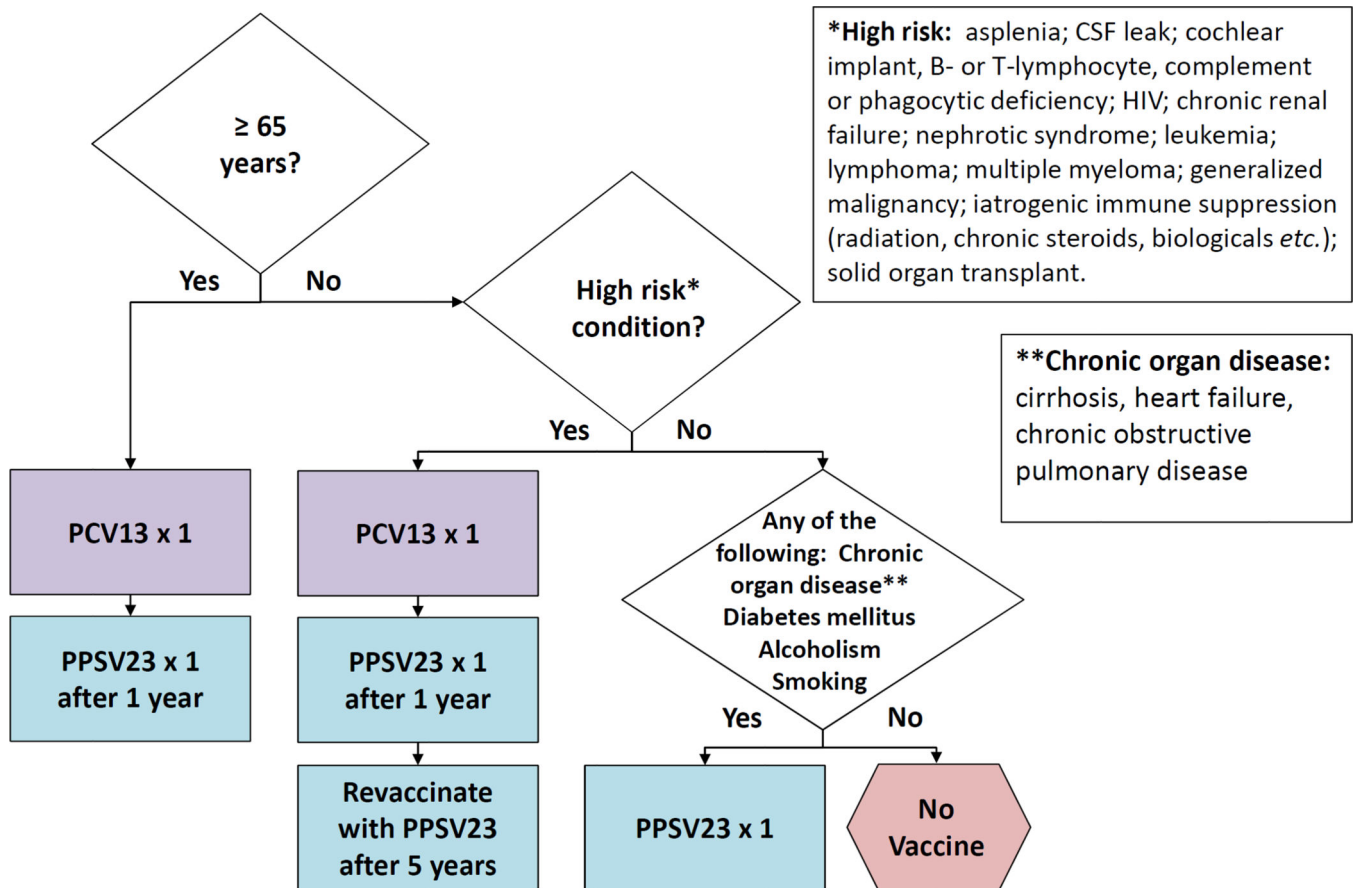 ≥ 65
years?
Yes
No
High risk*
condition?
Yes
No
PCV13 x 1
PPSV23 x 1
after 1 year
PCV13 x 1
PPSV23 x 1
after 1 year
Revaccinate
with PPSV23
after 5 years
Any of the
following: Chronic
organ disease**
Diabetes mellitus
Alcoholism
Smoking
Yes
No
PPSV23 x 1
No
Vaccine
*High risk: asplenia; CSF leak; cochlear
implant, B- or T-lymphocyte, complement
or phagocytic deficiency; HIV; chronic renal
failure; nephrotic syndrome; leukemia;
lymphoma; multiple myeloma; generalized
malignancy; iatrogenic immune suppression
(radiation, chronic steroids, biologicals etc.);
solid organ transplant.
**Chronic organ disease:
cirrhosis, heart failure,
chronic obstructive
pulmonary disease